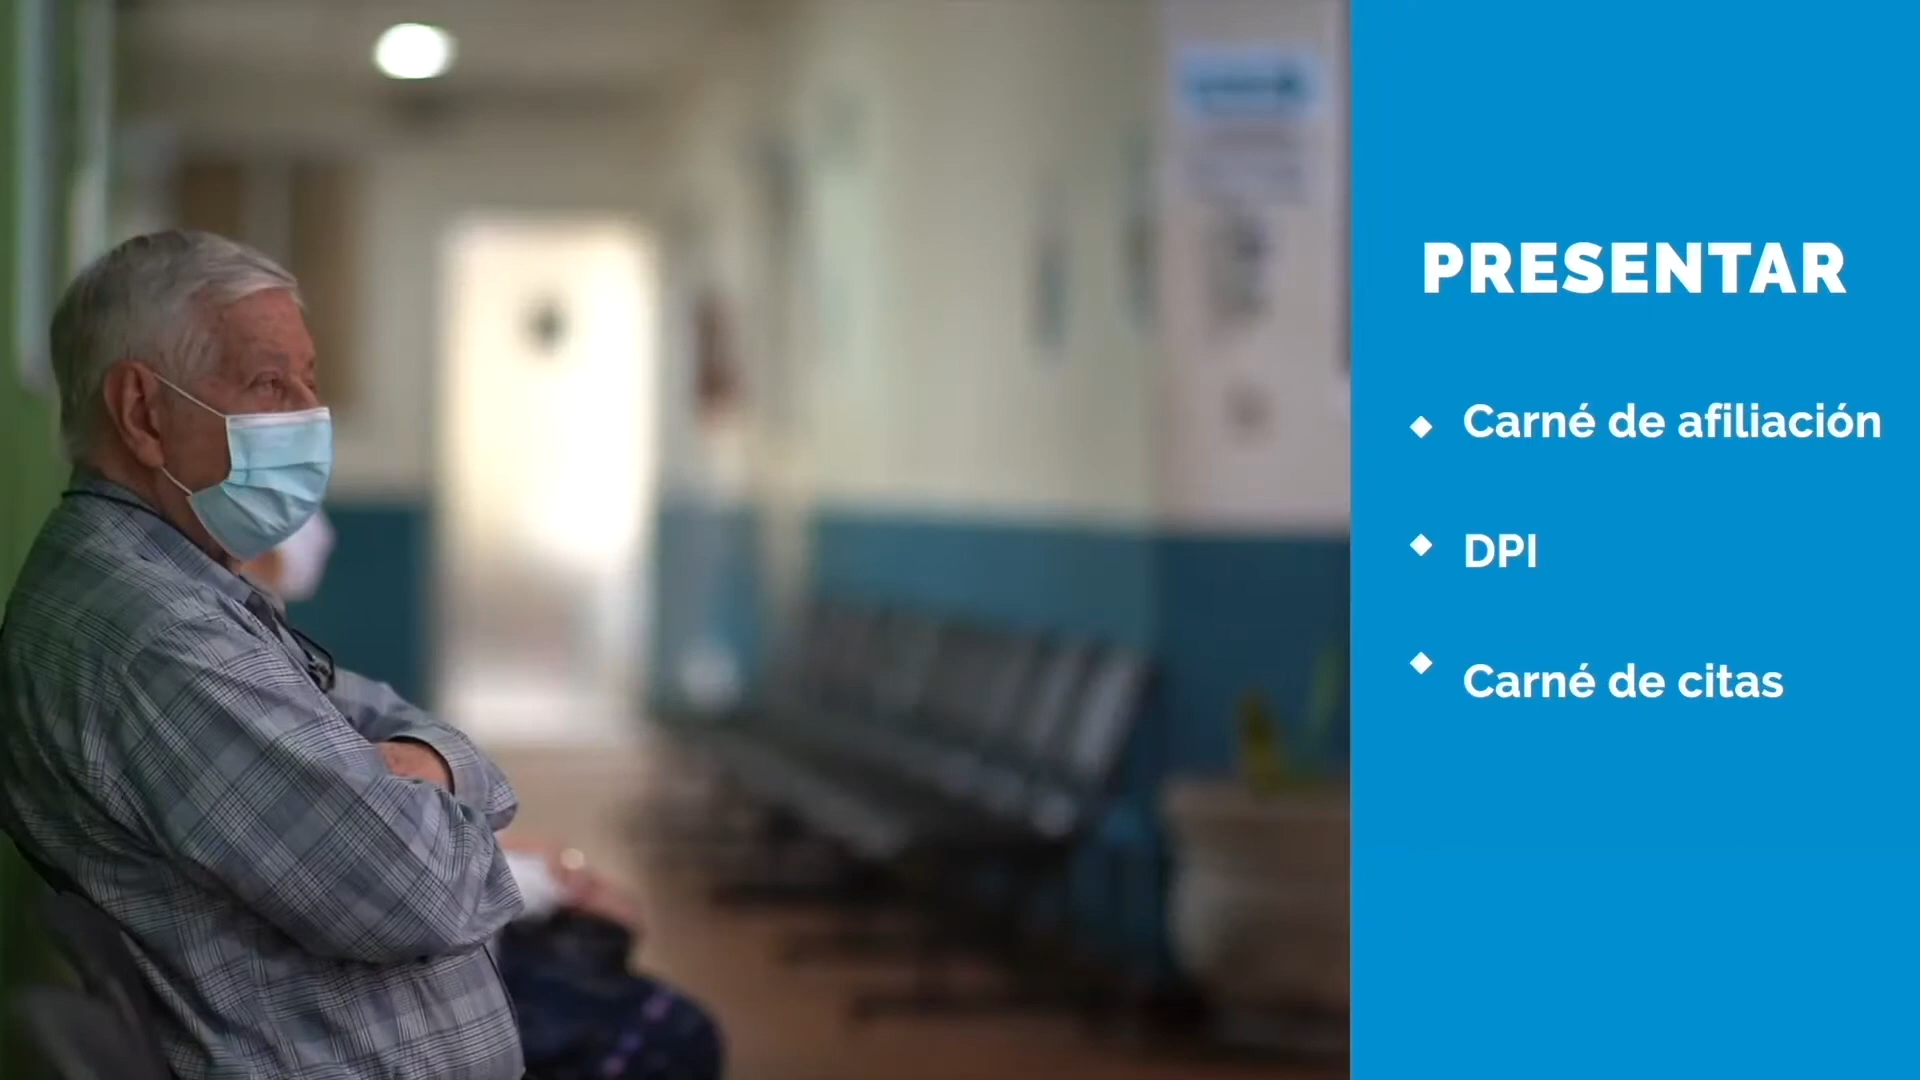 PRESENTAR
Carné de afiliación
DPI
Carné de citas